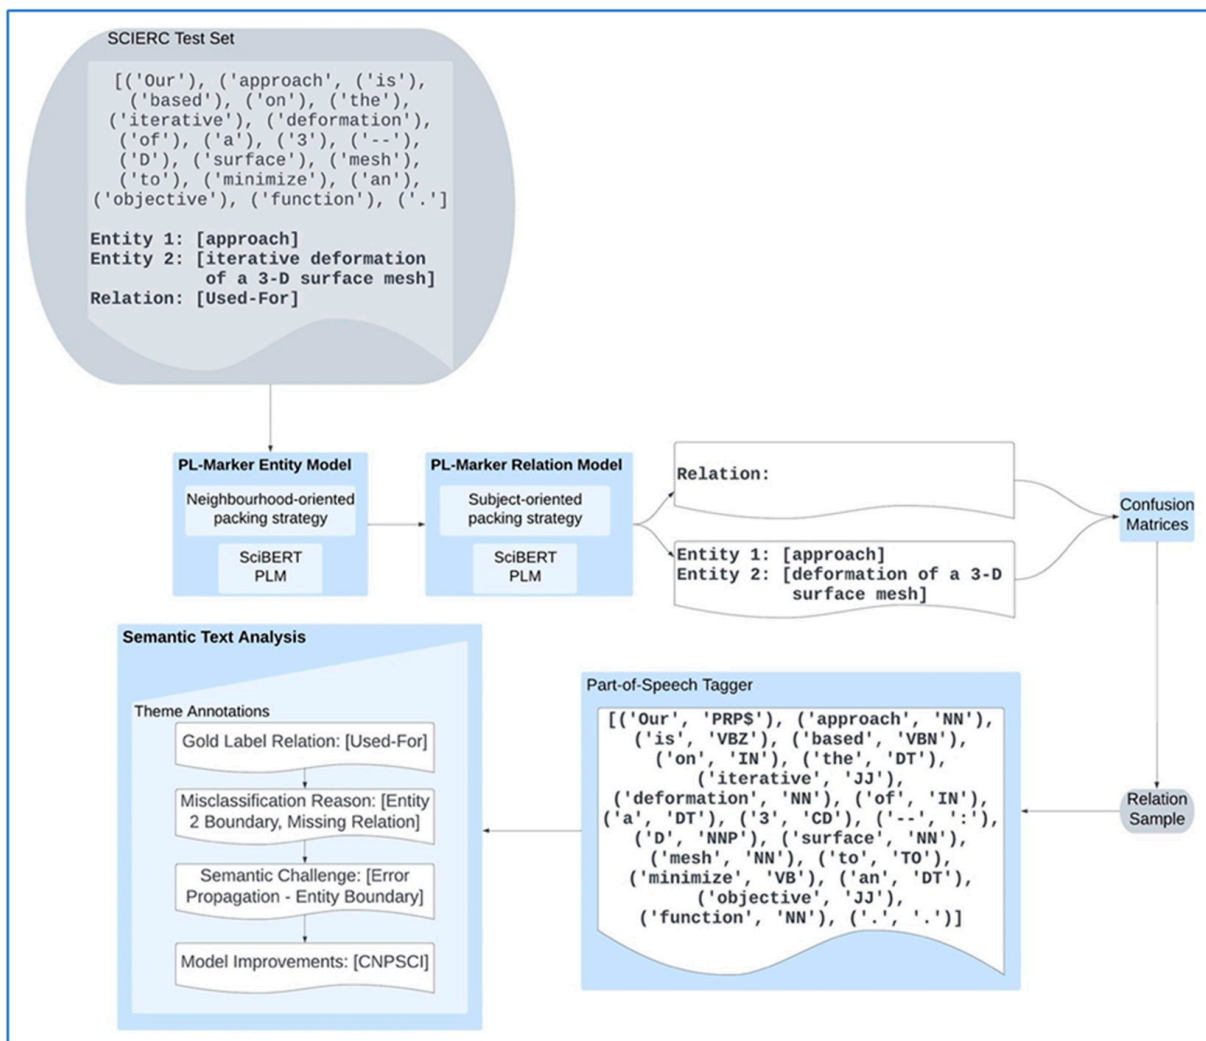 SCIERC Test Set
[('Our'), ('approach', ('is'),
('based'), ('on'), ('the'),
('iterative'), ('deformation'),
('of'), ('a'), ('3'), ('--'),
('D'), ('surface'), ('mesh'),
('to'), ('minimize'), ('an'),
('objective'), ('function'), ('.']
Entity 1: [approach]
Entity 2: [iterative deformation
of a 3-D surface mesh]
Relation: [Used-For]
PL-Marker Entity Model
Neighbourhood-oriented
packing strategy
SciBERT
PLM
PL-Marker Relation Model
Subject-oriented
packing strategy
SciBERT
PLM
Relation:
Entity 1: [approach]
Entity 2: [deformation of a 3-D
surface mesh]
Confusion
Matrices
Relation
Sample
Part-of-Speech Tagger
[('Our', 'PRP$'), ('approach', 'NN'),
('is', 'VBZ'), ('based', 'VBN'),
('on', 'IN'), ('the', 'DT'),
('iterative', 'JJ'),
('deformation', 'NN'), ('of', 'IN'),
('a', 'DT'), ('3', 'CD'), ('--', ':'),
('D', 'NNP'), ('surface', 'NN'),
('mesh', 'NN'), ('to', 'TO'),
('minimize', 'VB'), ('an', 'DT'),
('objective', 'JJ'),
('function', 'NN'), ('.', '.')]
Semantic Text Analysis
Theme Annotations
Gold Label Relation: [Used-For]
Misclassification Reason: [Entity
2 Boundary, Missing Relation]
Semantic Challenge: [Error
Propagation - Entity Boundary]
Model Improvements: [CNPSCI]